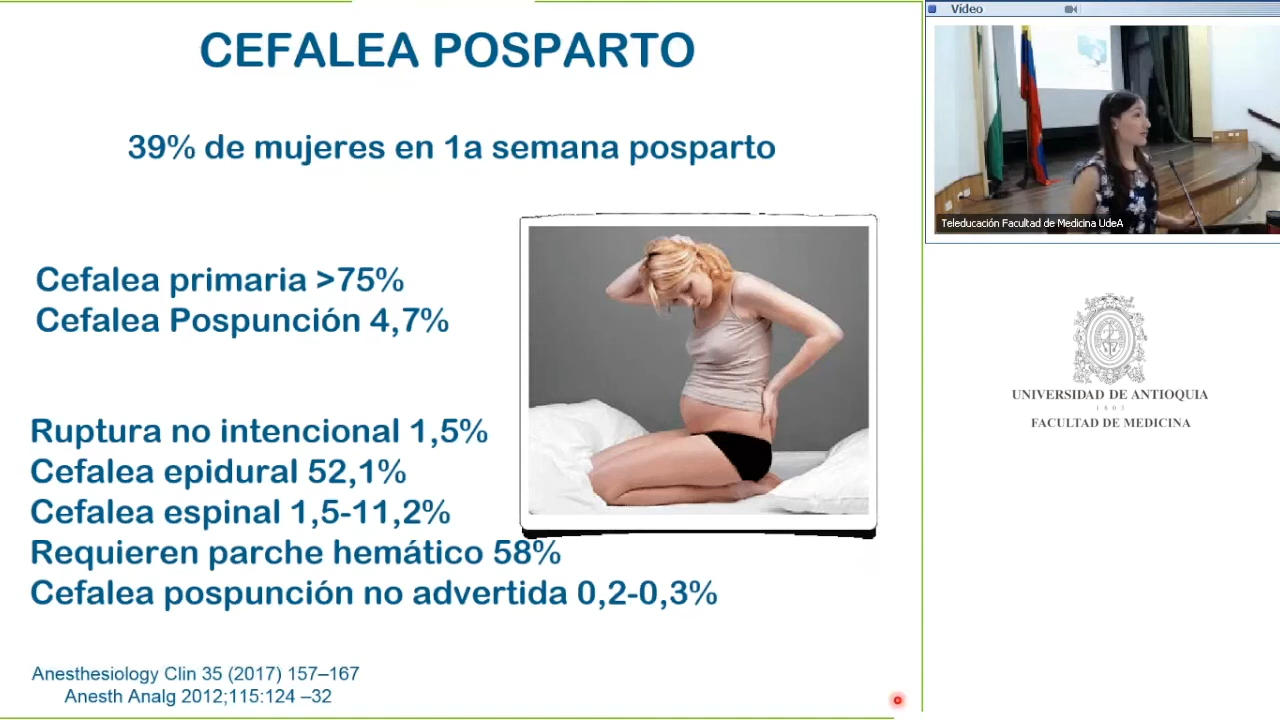 CEFALEA POSPARTO
39% de mujeres en 1a semana posparto
Cefalea primaria >75%
Cefalea Pospunción 4,7%
Ruptura no intencional 1,5%
Cefalea epidural 52,1%
Cefalea espinal 1,5-11,2%
Requieren parche hemático 58%
Cefalea pospunción no advertida 0,2-0,3%
Anesthesiology Clin 35 (2017) 157–167
Anesth Analg 2012;115:124 –32
Vídeo
Teleducación Facultad de Medicina UdeA
UNIVERSIDAD DE ANTIOQUIA
1803
FACULTAD DE MEDICINA